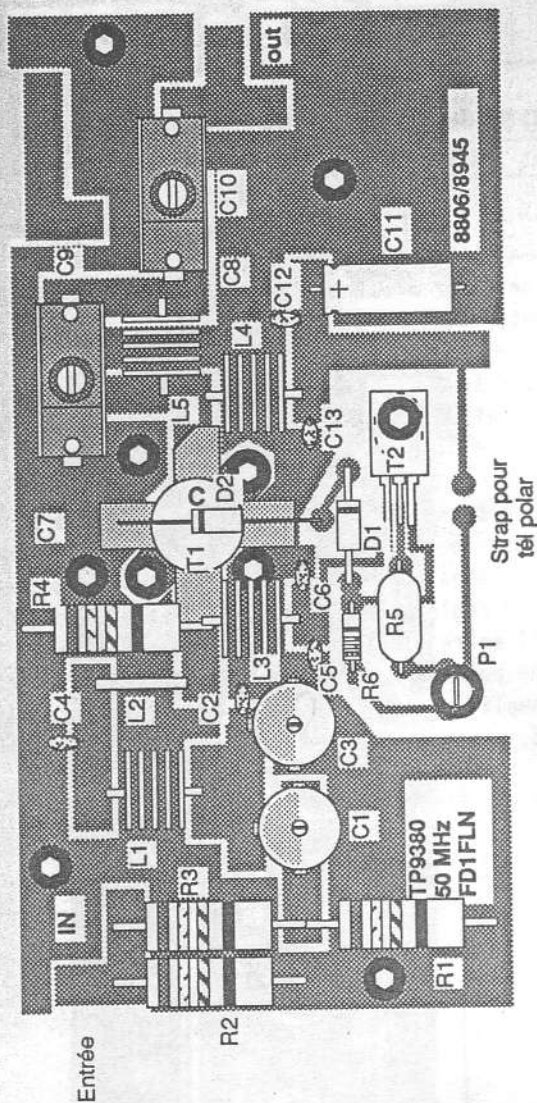 Entrée
IN
out
C9
C10
C8
C7
L5
C12
C11
L4
R4
C4
L2
C2
L1
L3
T1
C
D2
C13
C6
C5
D1
T2
R3
R2
R1
C1
C3
R6
R5
P1
+
TP9380
50 MHz
FD1FLN
8806/8945
Strap pour
tél polar